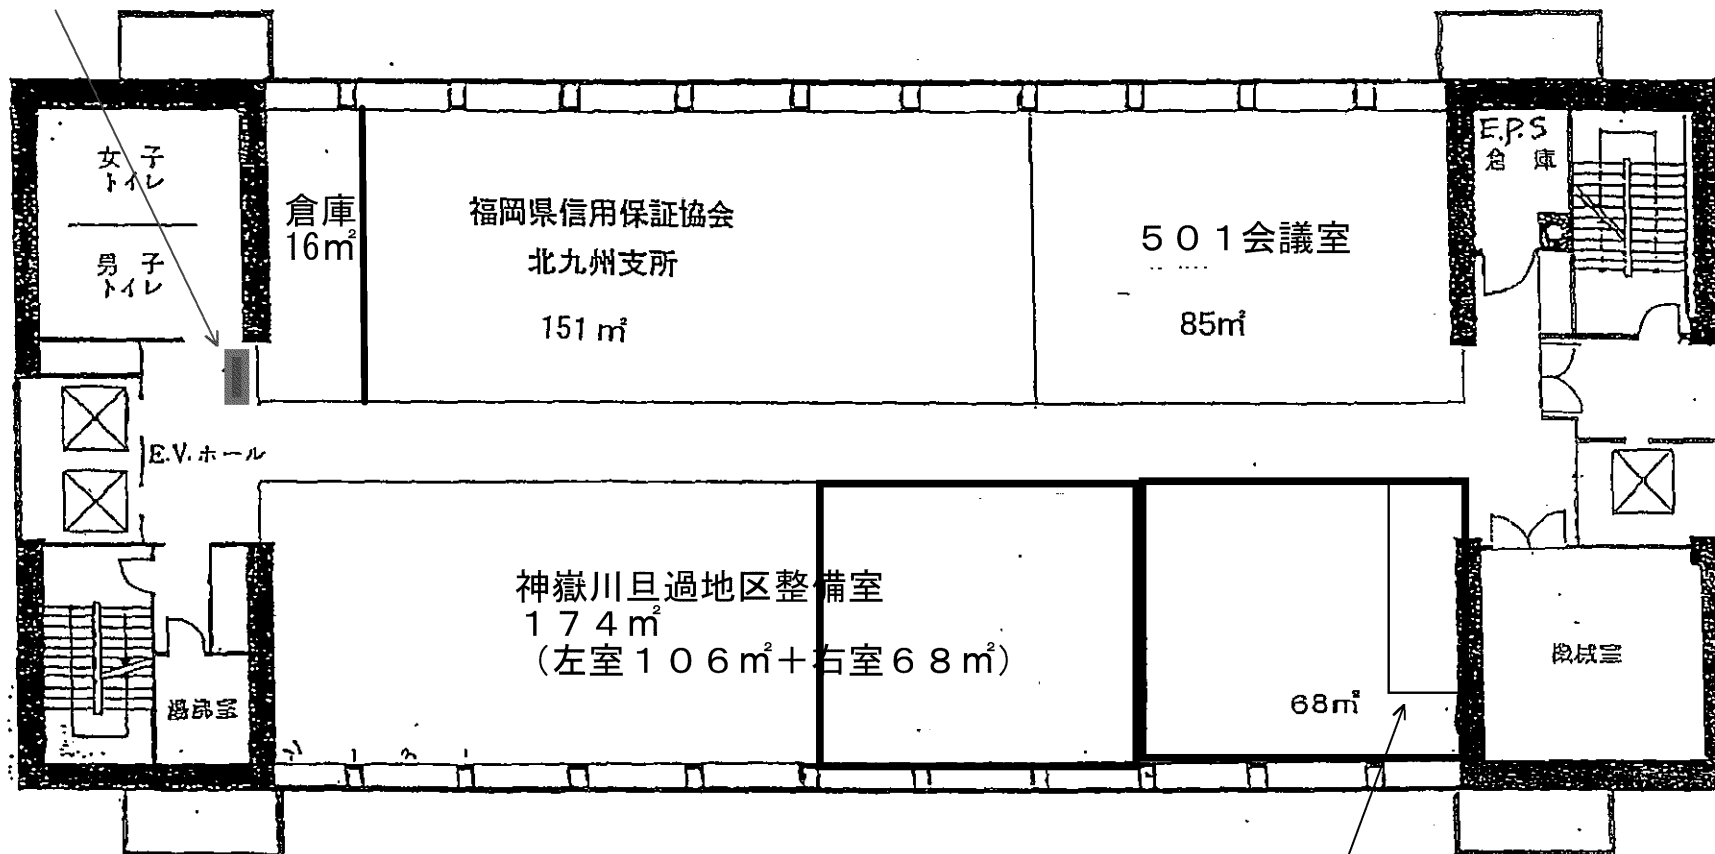 女子
トイレ
男子
トイレ
倉庫
16㎡
福岡県信用保証協会
北九州支所
151㎡
501会議室
85㎡
E.P.S
倉庫
E.V.ホール
神嶽川旦過地区整備室
174㎡
(左室106㎡+右室68㎡)
68㎡
機械室